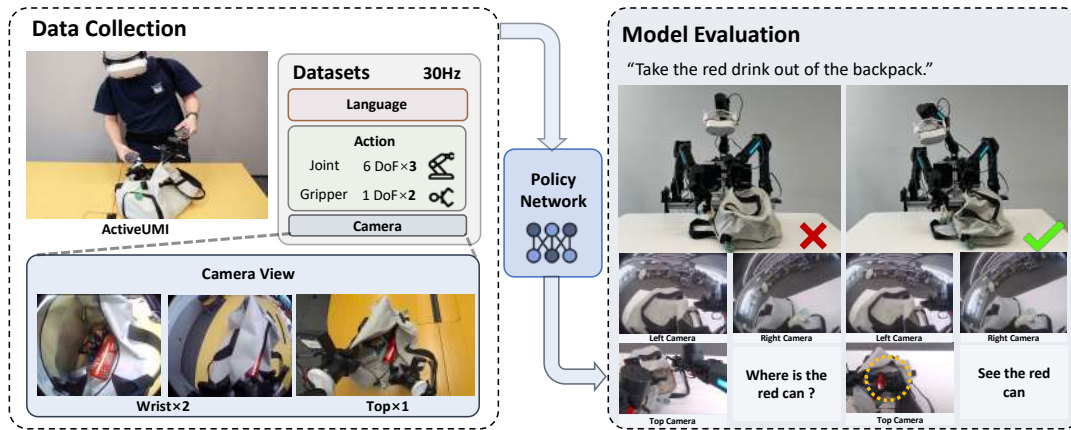 Data Collection
ActiveUMI
Datasets 30Hz
Language
Action
Joint 6 DoF×3
Gripper 1 DoF×2
Camera
Camera View
Wrist×2
Top×1
Policy
Network
Model Evaluation
“Take the red drink out of the backpack.”
Left Camera
Right Camera
Left Camera
Right Camera
Top Camera
Where is the
red can ?
Top Camera
See the red
can